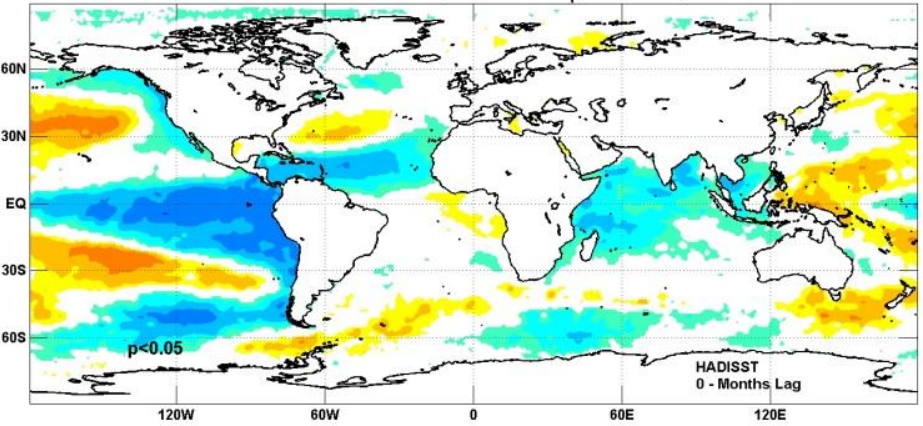 60N
30N
EQ
30S
60S
p<0.05
HADISST
0 - Months Lag
120W 60W 0 60E 120E